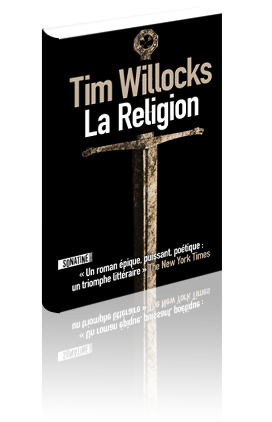 Tim Willocks
La Religion
SONATINE
« Un roman épique, puissant, poétique :
un triomphe littéraire » The New York Times